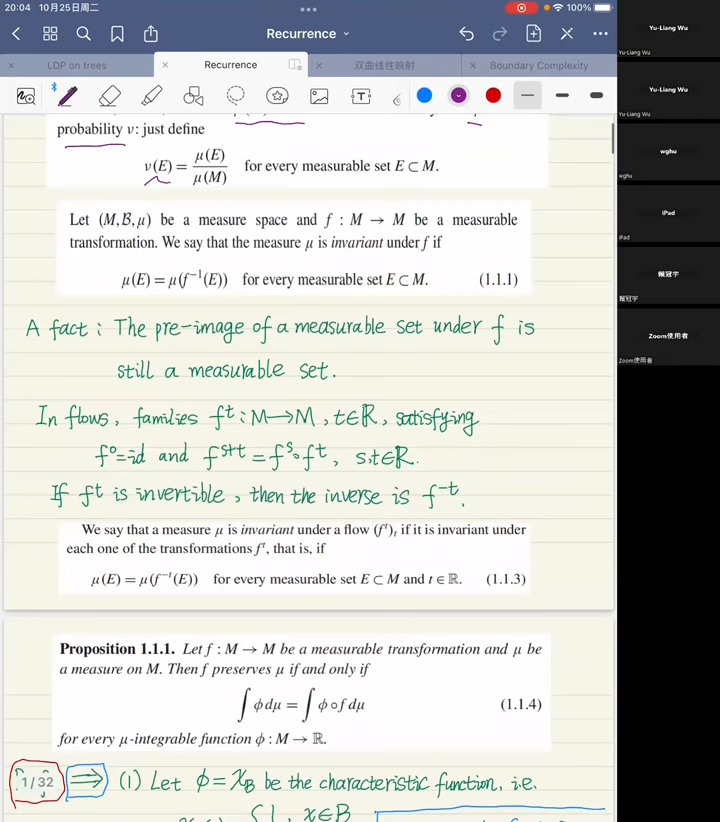 20:04 10月25日周二
100%
Recurrence
LDP on trees
Recurrence
双曲线性映射
Boundary Complexity
probability ν: just define
ν(E) = μ(E)/μ(M) for every measurable set E ⊂ M.
Let (M, B, μ) be a measure space and f : M → M be a measurable
transformation. We say that the measure μ is invariant under f if
μ(E) = μ(f⁻¹(E)) for every measurable set E ⊂ M. (1.1.1)
A fact : The pre-image of a measurable set under f is
still a measurable set.
In flows, families fᵗ : M → M, t∈ℝ, satisfying
f⁰=id and fˢ⁺ᵗ = fˢ∘fᵗ, s,t∈ℝ.
If fᵗ is invertible, then the inverse is f⁻ᵗ.
We say that a measure μ is invariant under a flow (fᵗ)ₜ if it is invariant under
each one of the transformations fᵗ, that is, if
μ(E) = μ(f⁻ᵗ(E)) for every measurable set E ⊂ M and t ∈ ℝ. (1.1.3)
Proposition 1.1.1. Let f : M → M be a measurable transformation and μ be
a measure on M. Then f preserves μ if and only if
∫ φ dμ = ∫ φ ∘ f dμ (1.1.4)
for every μ-integrable function φ : M → ℝ.
1/32
⇒ (1) Let φ = χ_B be the characteristic function, i.e.
1, x∈B
Yu-Liang Wu
Yu-Liang Wu
Yu-Liang Wu
Yu-Liang Wu
wghu
wghu
iPad
iPad
賴冠宇
賴冠宇
Zoom使用者
Zoom使用者